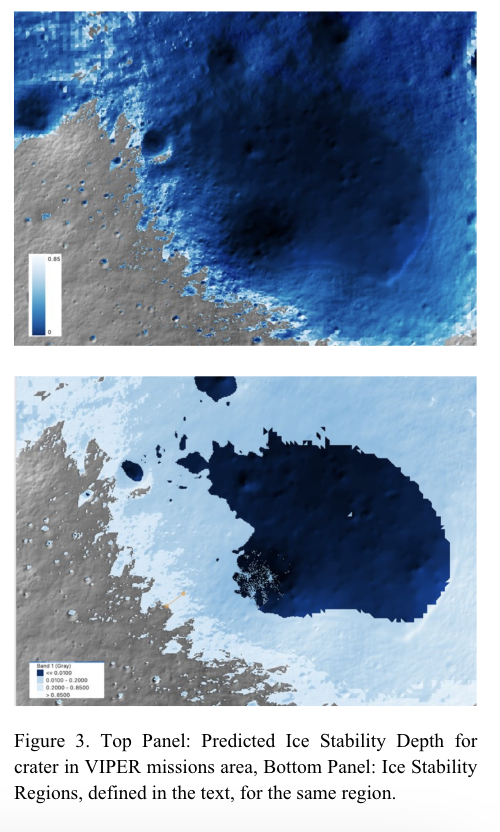 0.85
0
Band 1 (Gray)
<= 0.0100
0.0100 - 0.2000
0.2000 - 0.8500
> 0.8500
Figure 3. Top Panel: Predicted Ice Stability Depth for
crater in VIPER missions area, Bottom Panel: Ice Stability
Regions, defined in the text, for the same region.